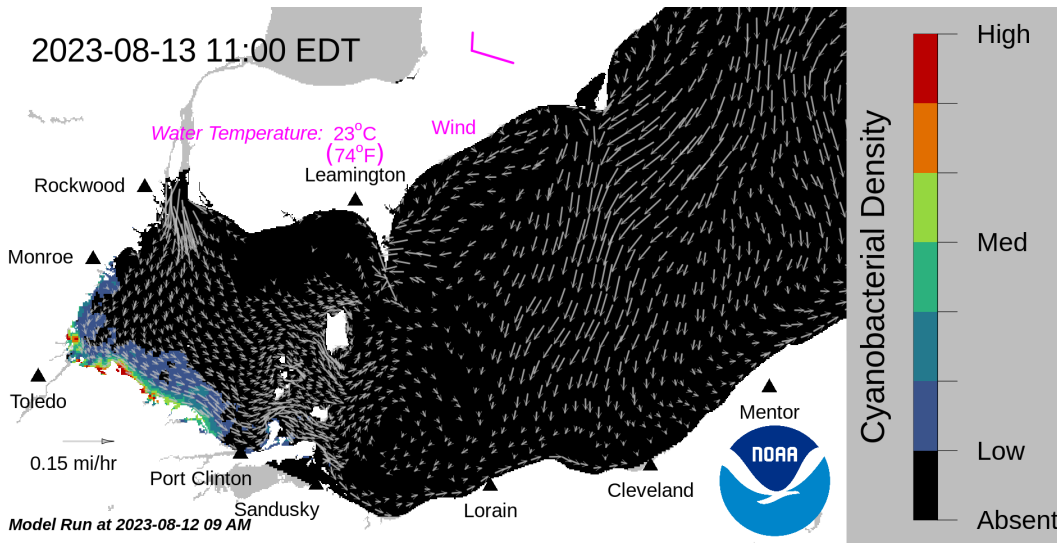 2023-08-13 11:00 EDT
High
Wind
Water Temperature: 23°C
(74°F)
Leamington
Rockwood
Monroe
Med
Cyanobacterial Density
Toledo
Mentor
0.15 mi/hr
NOAA
Low
Port Clinton
Sandusky
Lorain
Cleveland
Model Run at 2023-08-12 09 AM
Absent